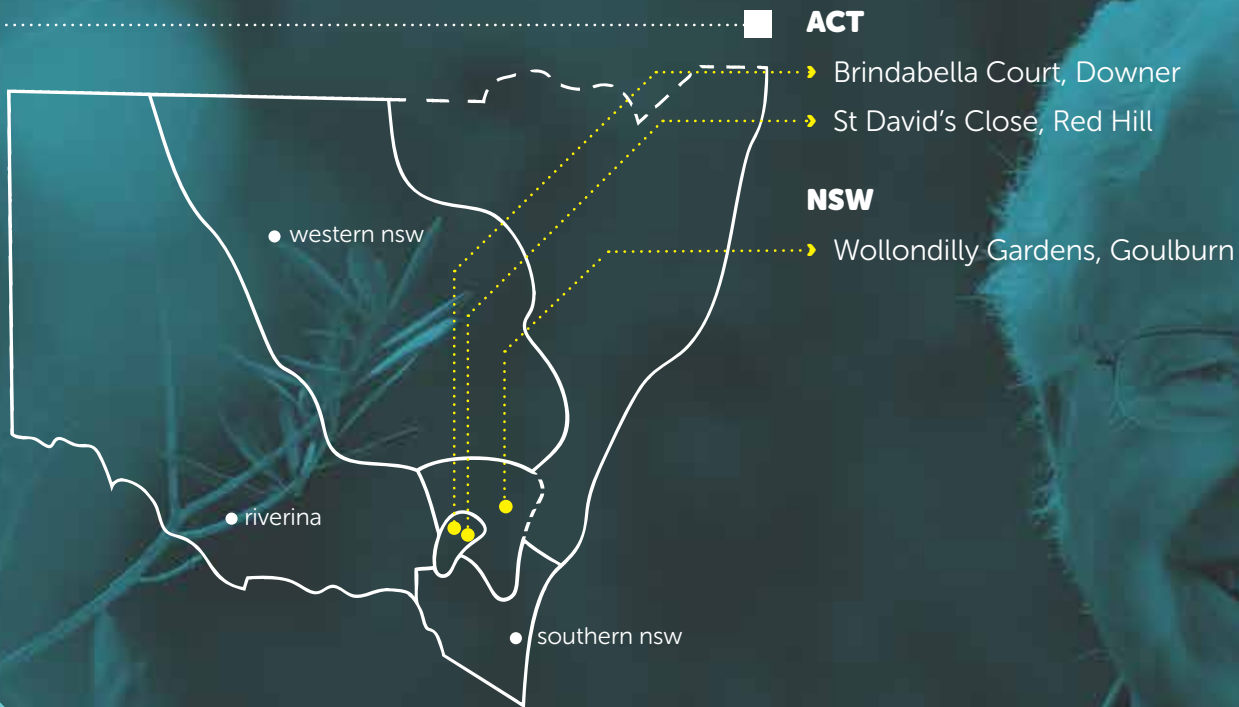 ACT
Brindabella Court, Downer
St David's Close, Red Hill
NSW
Wollondilly Gardens, Goulburn
western nsw
riverina
southern nsw